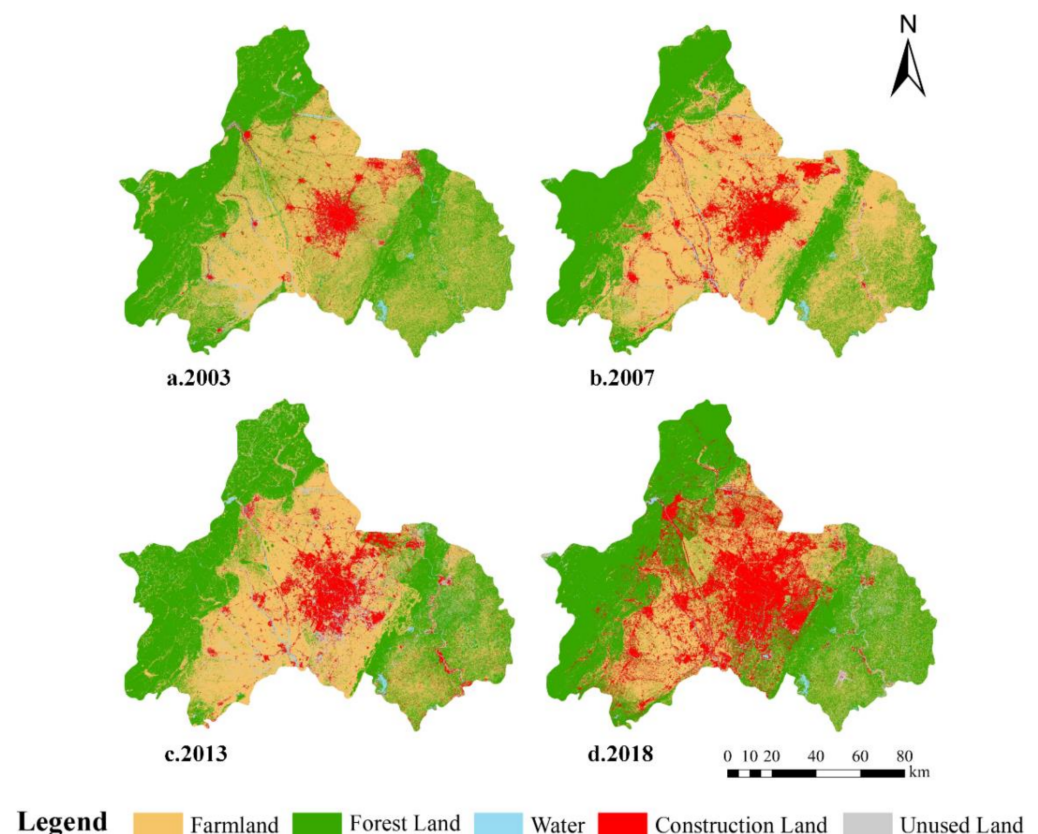 N
a.2003
b.2007
c.2013
d.2018
0 10 20 40 60 80
km
Legend Farmland Forest Land Water Construction Land Unused Land